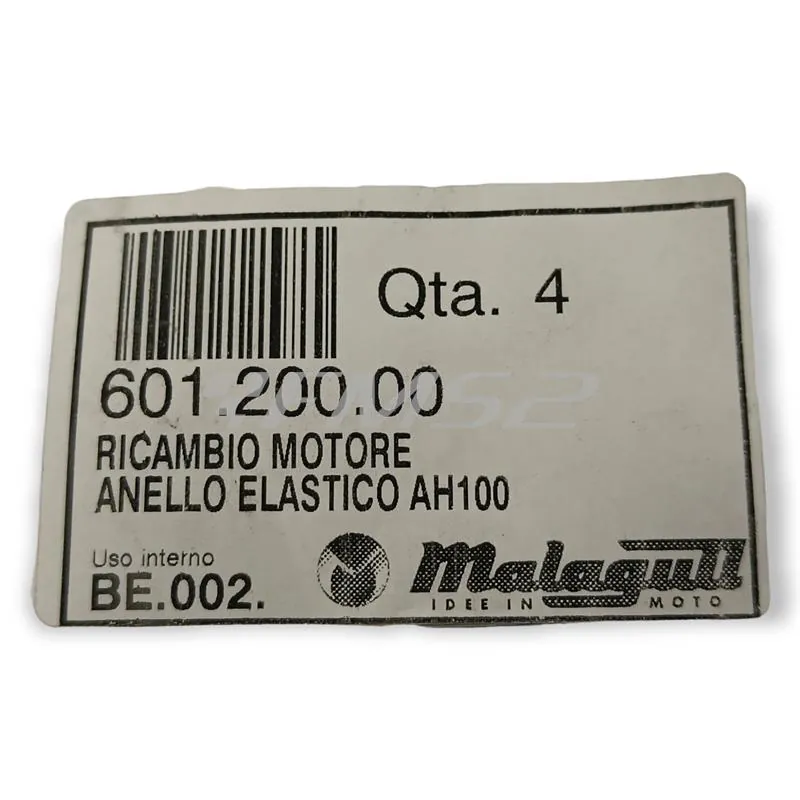 Qta. 4
601.200.00
RICAMBIO MOTORE
ANELLO ELASTICO AH100
Uso interno
BE.002.
Malaguti
IDEE IN MOTO